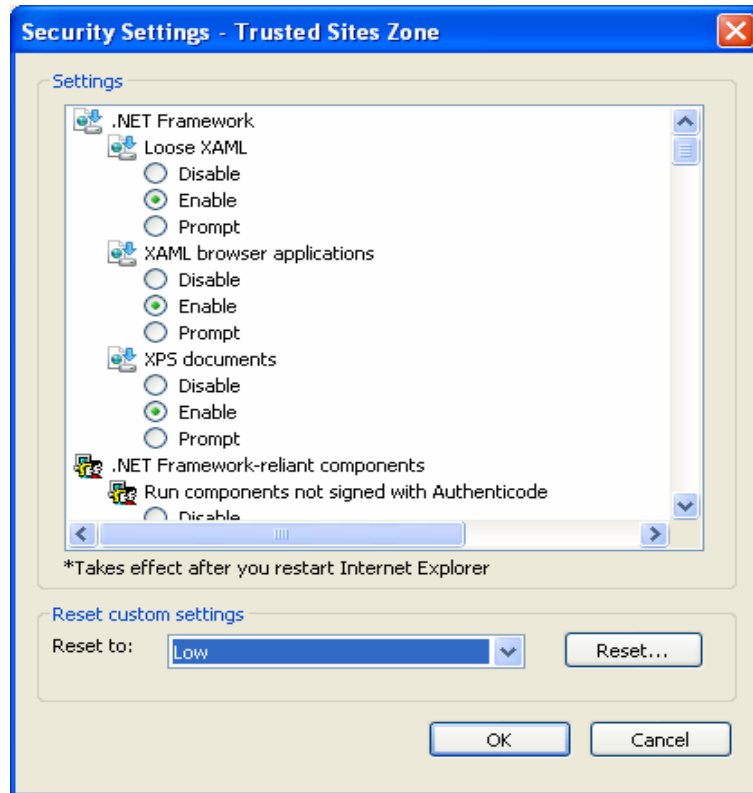 Security Settings - Trusted Sites Zone
Settings
.NET Framework
Loose XAML
Disable
Enable
Prompt
XAML browser applications
Disable
Enable
Prompt
XPS documents
Disable
Enable
Prompt
.NET Framework-reliant components
Run components not signed with Authenticode
Disable
*Takes effect after you restart Internet Explorer
Reset custom settings
Reset to: Low Reset...
OK Cancel